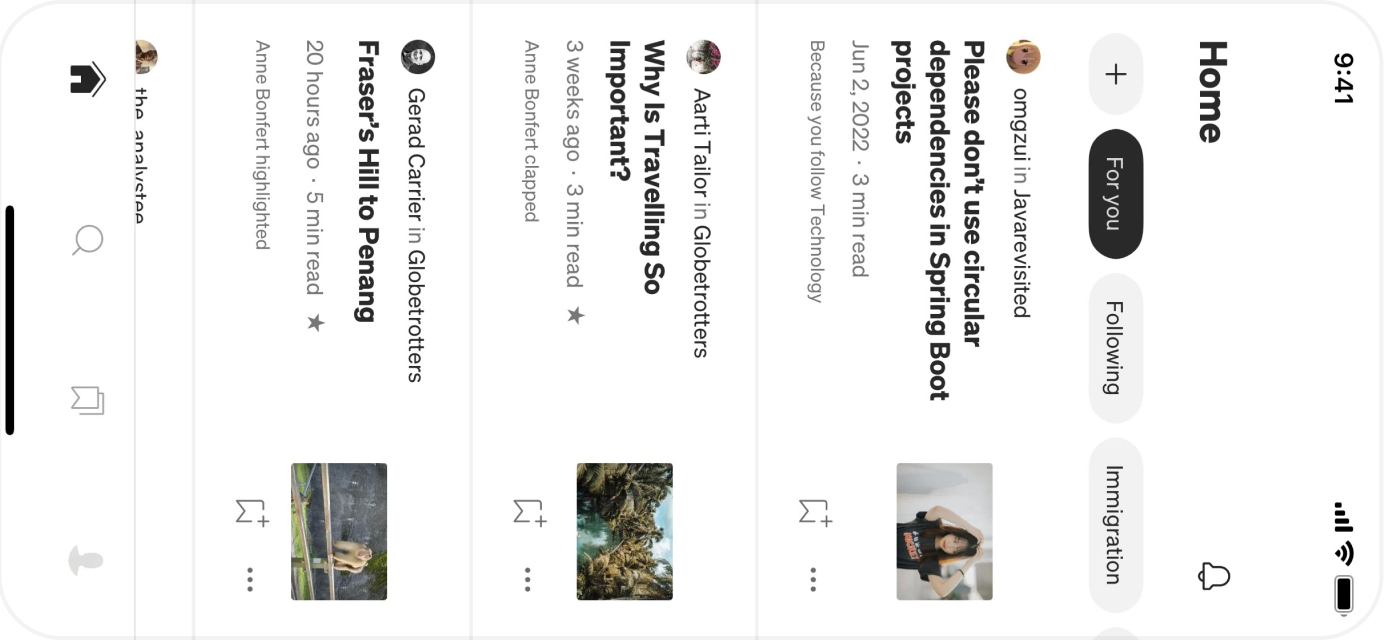 9:41
Home
For you
Following
Immigration
omgzui in Javarevisited
Please don’t use circular
dependencies in Spring Boot
projects
Jun 2, 2022 · 3 min read
Because you follow Technology
Aarti Tailor in Globetrotters
Why Is Travelling So
Important?
3 weeks ago · 3 min read ★
Anne Bonfert clapped
Gerad Carrier in Globetrotters
Fraser’s Hill to Penang
20 hours ago · 5 min read ★
Anne Bonfert highlighted
the_analystee